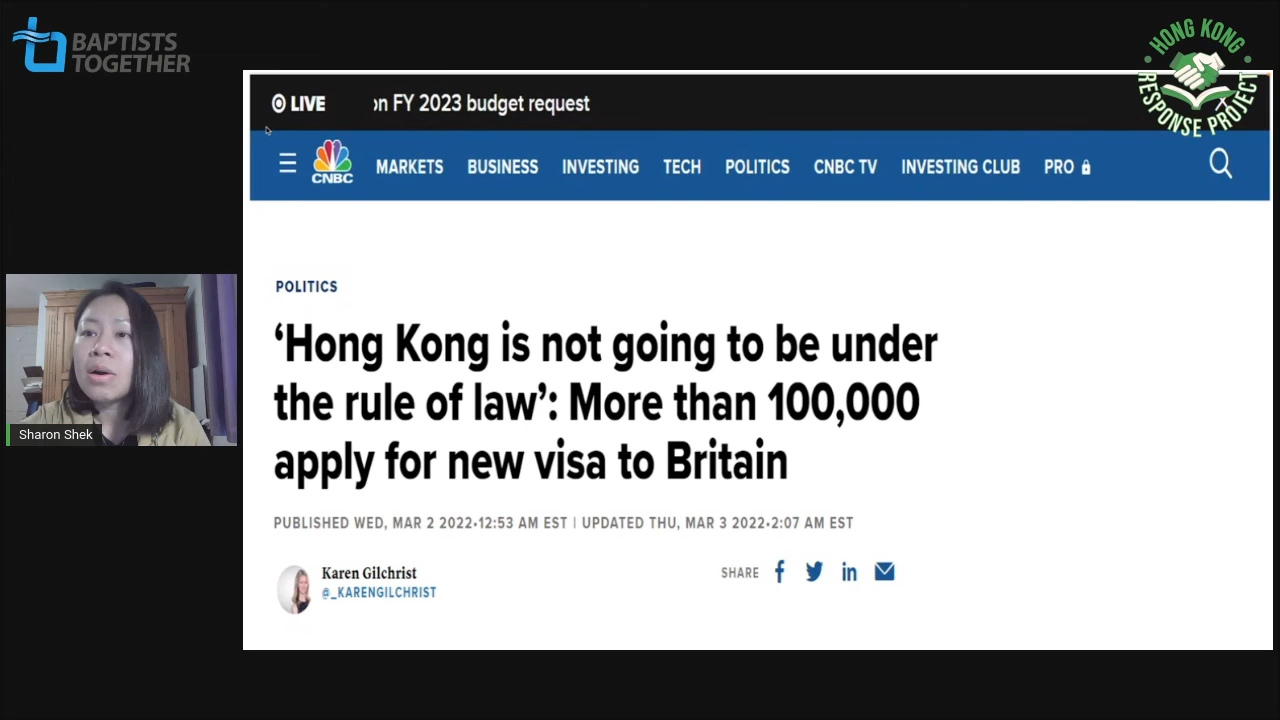 BAPTISTS
TOGETHER
HONG KONG
RESPONSE PROJECT
LIVE
on FY 2023 budget request
CNBC
MARKETS BUSINESS INVESTING TECH POLITICS CNBC TV INVESTING CLUB PRO
POLITICS
‘Hong Kong is not going to be under
the rule of law’: More than 100,000
apply for new visa to Britain
PUBLISHED WED, MAR 2 2022•12:53 AM EST | UPDATED THU, MAR 3 2022•2:07 AM EST
Karen Gilchrist
@_KARENGILCHRIST
SHARE
Sharon Shek